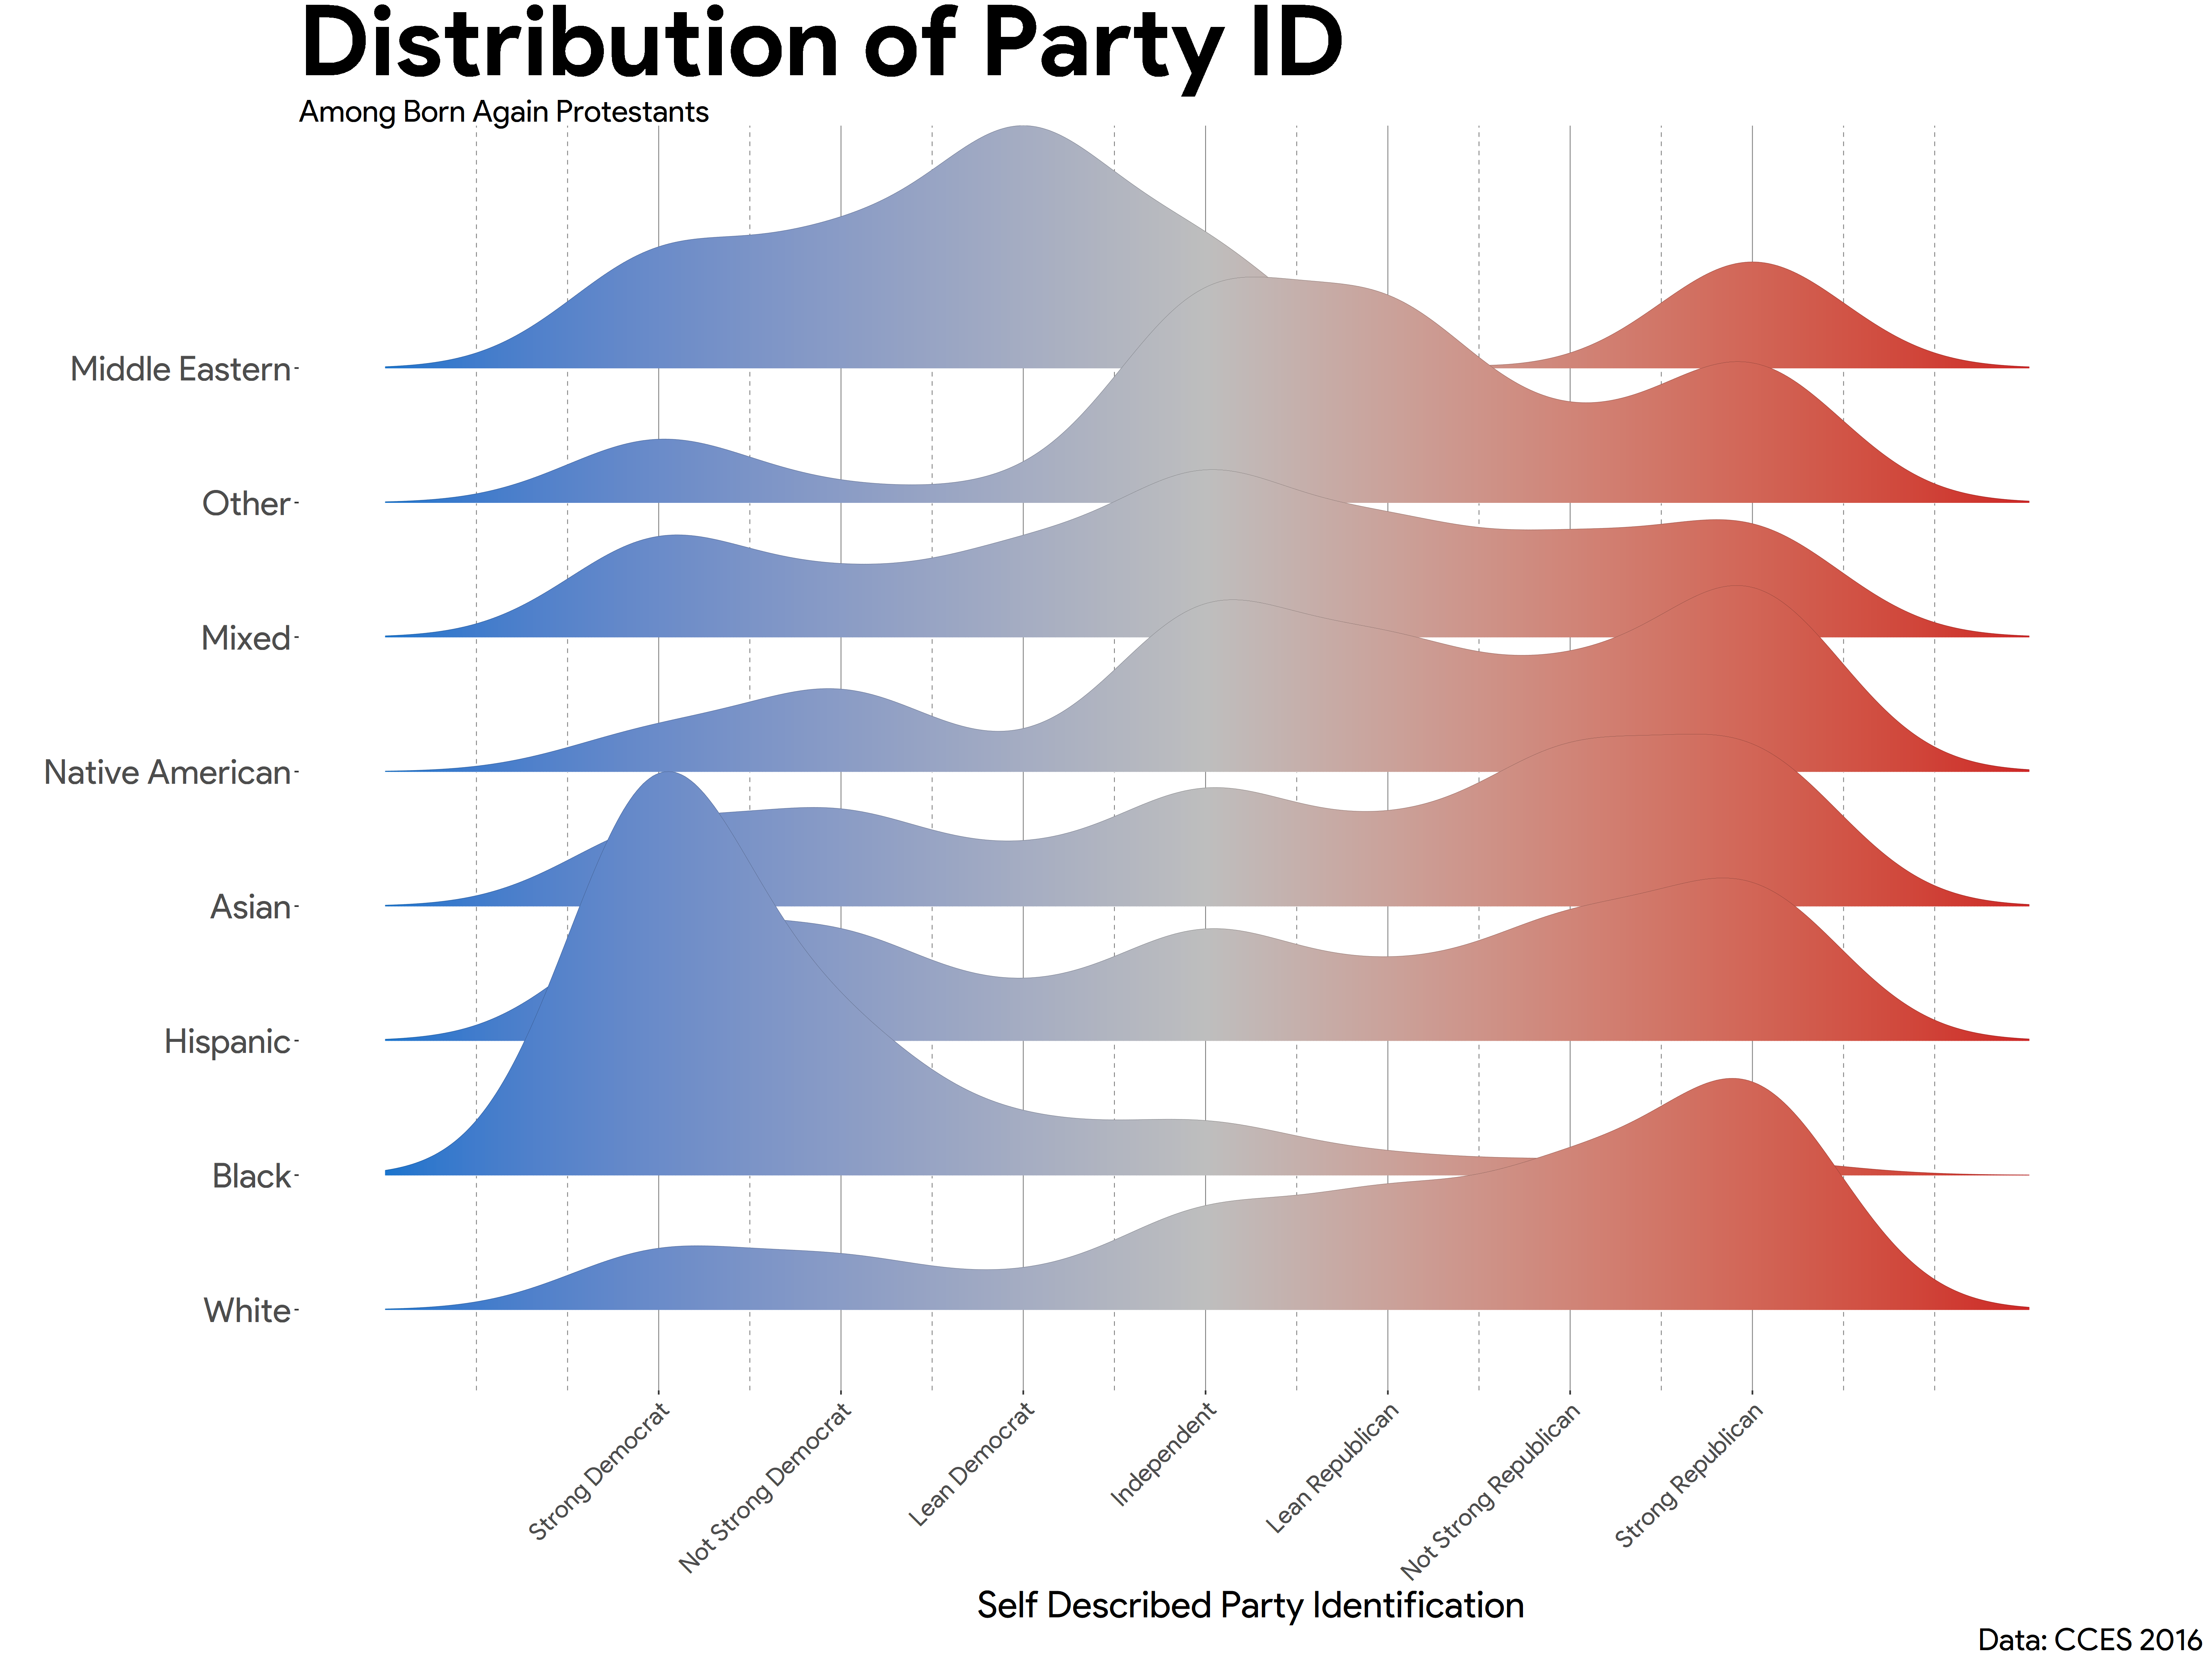 Distribution of Party ID
Among Born Again Protestants
Middle Eastern
Other
Mixed
Native American
Asian
Hispanic
Black
White
Strong Democrat
Not Strong Democrat
Lean Democrat
Independent
Lean Republican
Not Strong Republican
Strong Republican
Self Described Party Identification
Data: CCES 2016